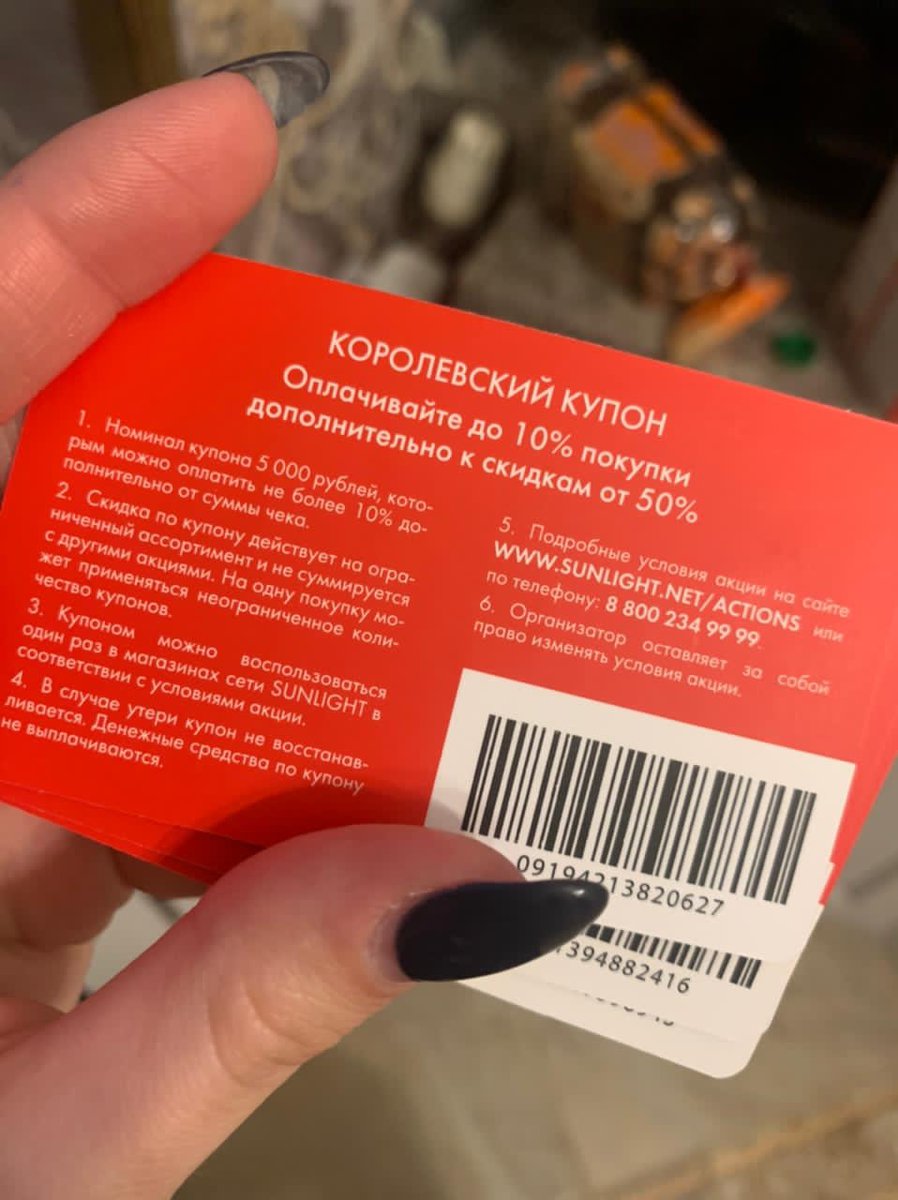 КОРОЛЕВСКИЙ КУПОН
Оплачивайте до 10% покупки
дополнительно к скидкам от 50%
1. Номинал купона 5 000 рублей, кото-
рым можно оплатить не более 10% до-
полнительно от суммы чека.
2. Скидка по купону действует на огра-
ниченный ассортимент и не суммируется
с другими акциями. На одну покупку мо-
жет применяться неограниченное коли-
чество купонов.
3. Купоном можно воспользоваться
один раз в магазинах сети SUNLIGHT в
соответствии с условиями акции.
4. В случае утери купон не восстанав-
ливается. Денежные средства по купону
не выплачиваются.
5. Подробные условия акции на сайте
WWW.SUNLIGHT.NET/ACTIONS или
по телефону: 8 800 234 99 99.
6. Организатор оставляет за собой
право изменять условия акции.
09194213820627
394882416